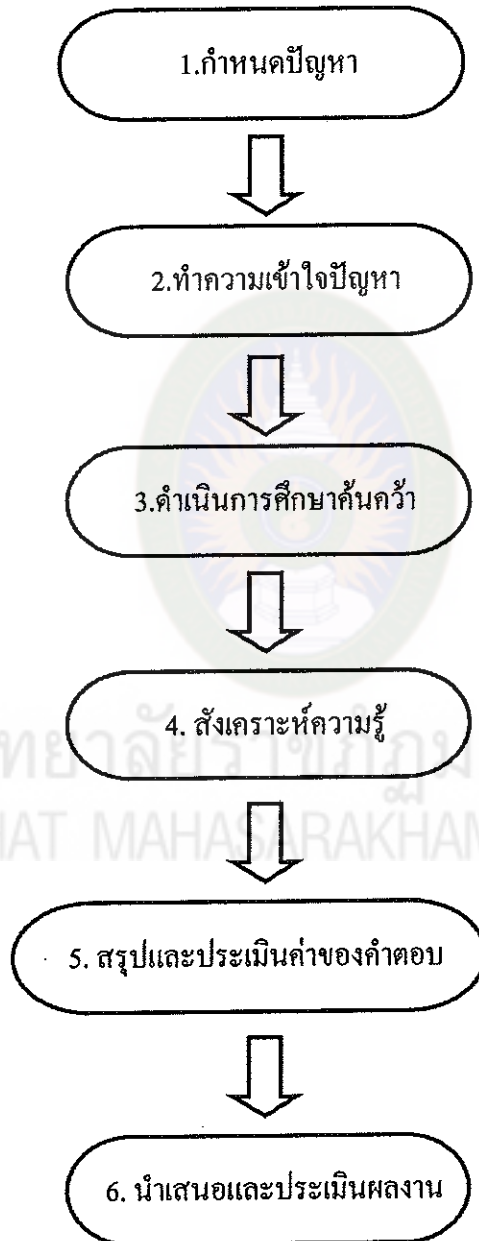 1.กำหนดปัญหา
2.ทำความเข้าใจปัญหา
3.ดำเนินการศึกษาค้นคว้า
4. สังเคราะห์ความรู้
MAHASARAKHAM
5. สรุปและประเมินค่าของคำตอบ
6. นำเสนอและประเมินผลงาน